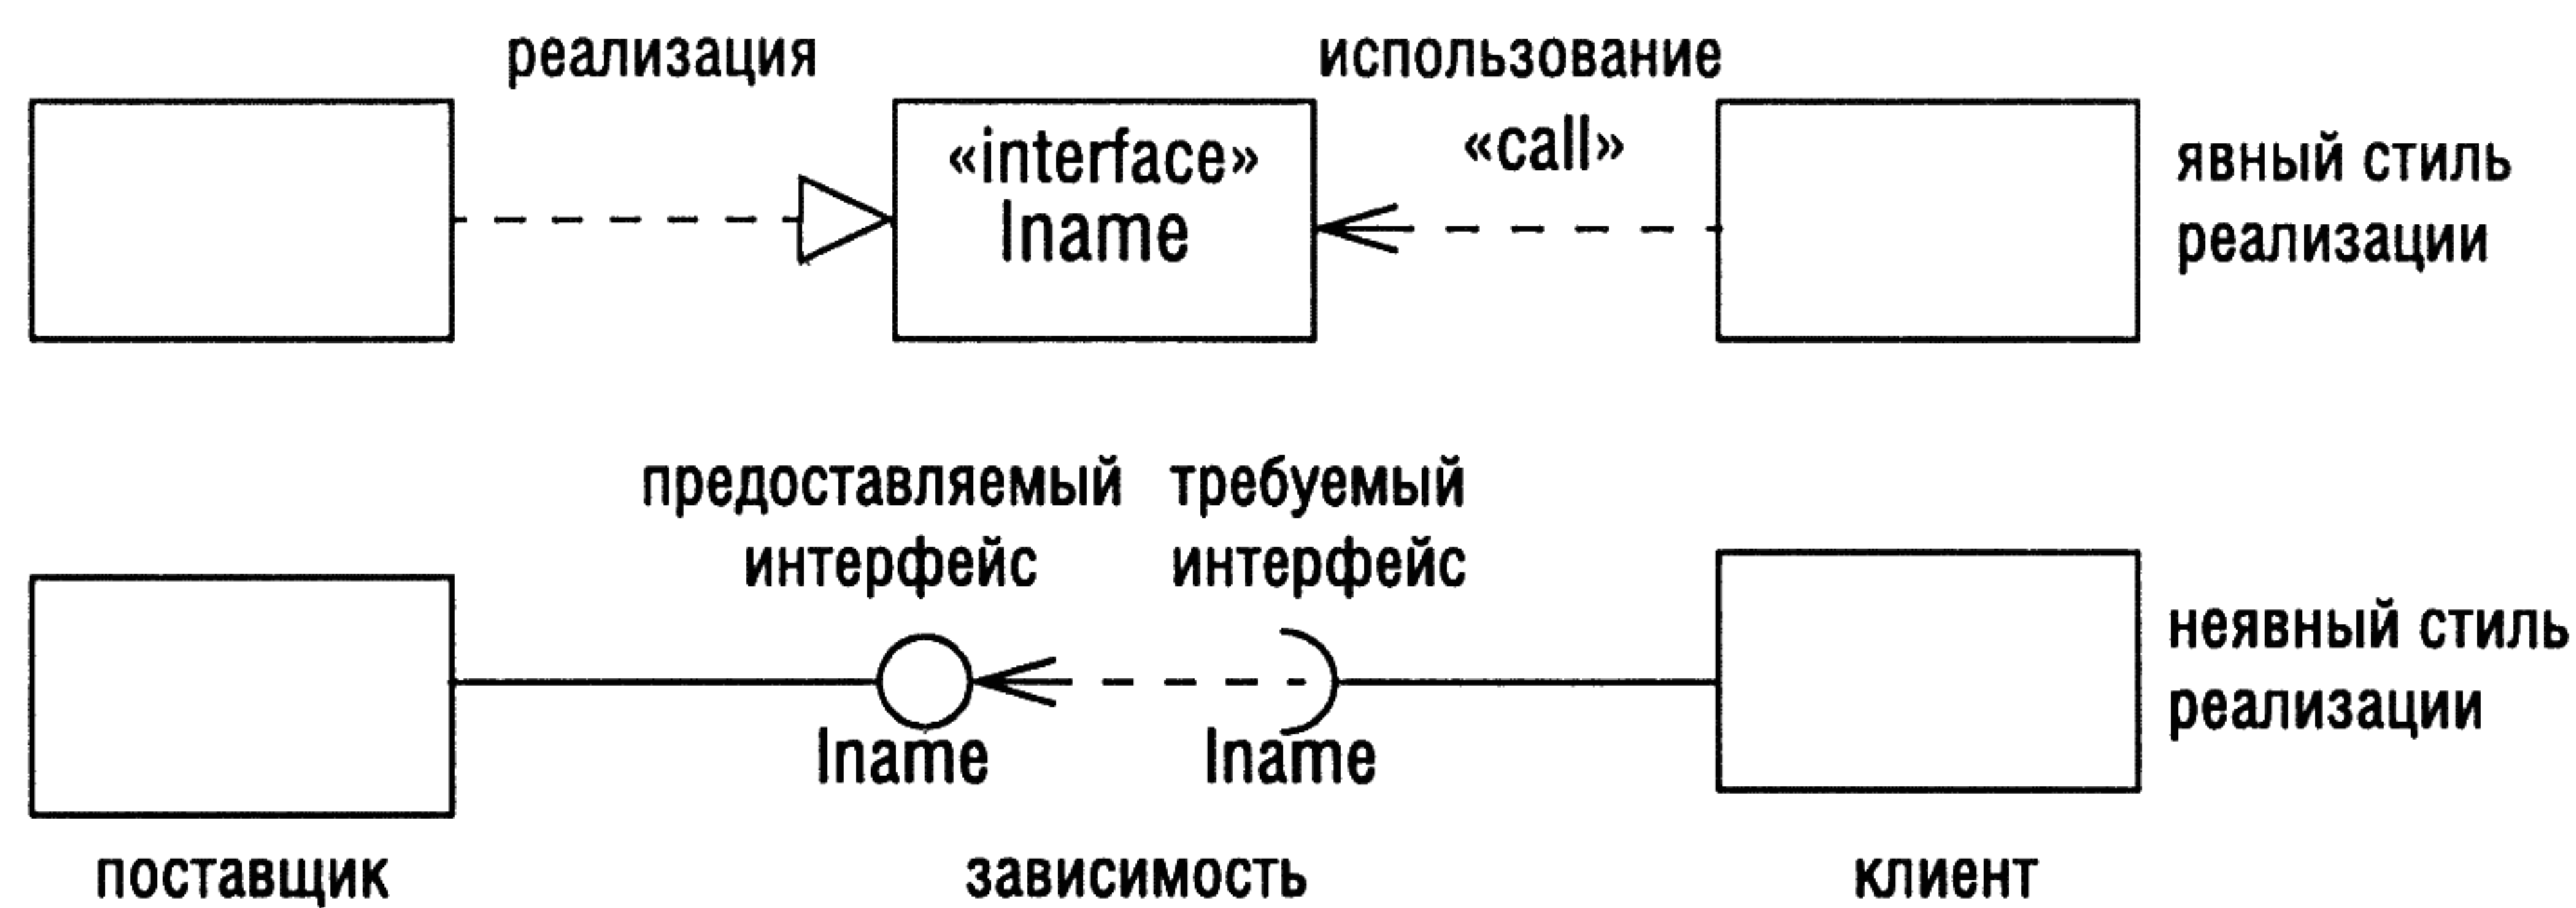 реализация
использование
«interface»
Iname
«call»
явный стиль
реализации
предоставляемый
интерфейс
требуемый
интерфейс
Iname
Iname
неявный стиль
реализации
поставщик
зависимость
клиент